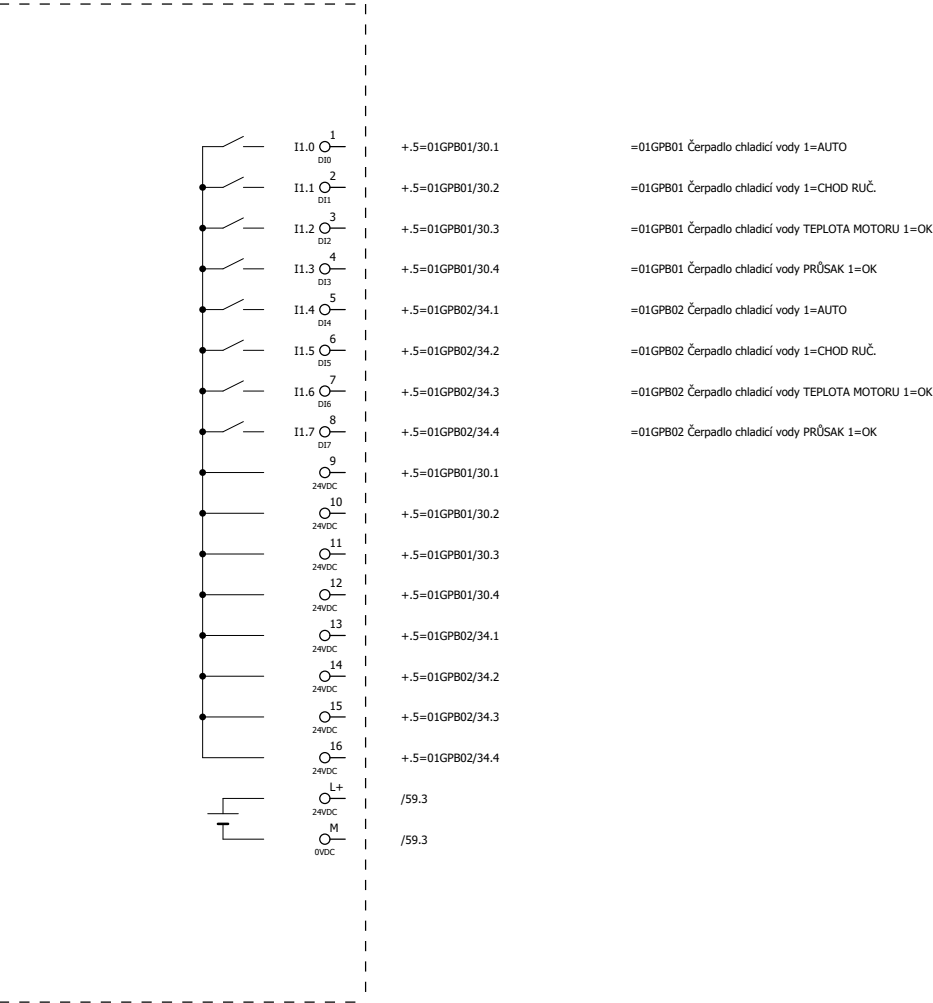 1
I1.0 +.5=01GPB01/30.1 =01GPB01 Čerpadlo chladicí vody 1=AUTO
DI0
2
I1.1 +.5=01GPB01/30.2 =01GPB01 Čerpadlo chladicí vody 1=CHOD RUČ.
DI1
3
I1.2 +.5=01GPB01/30.3 =01GPB01 Čerpadlo chladicí vody TEPLOTA MOTORU 1=OK
DI2
4
I1.3 +.5=01GPB01/30.4 =01GPB01 Čerpadlo chladicí vody PRŮSAK 1=OK
DI3
5
I1.4 +.5=01GPB02/34.1 =01GPB02 Čerpadlo chladicí vody 1=AUTO
DI4
6
I1.5 +.5=01GPB02/34.2 =01GPB02 Čerpadlo chladicí vody 1=CHOD RUČ.
DI5
7
I1.6 +.5=01GPB02/34.3 =01GPB02 Čerpadlo chladicí vody TEPLOTA MOTORU 1=OK
DI6
8
I1.7 +.5=01GPB02/34.4 =01GPB02 Čerpadlo chladicí vody PRŮSAK 1=OK
DI7
9
+.5=01GPB01/30.1
24VDC
10
+.5=01GPB01/30.2
24VDC
11
+.5=01GPB01/30.3
24VDC
12
+.5=01GPB01/30.4
24VDC
13
+.5=01GPB02/34.1
24VDC
14
+.5=01GPB02/34.2
24VDC
15
+.5=01GPB02/34.3
24VDC
16
+.5=01GPB02/34.4
24VDC
L+
/59.3
24VDC
M
/59.3
0VDC